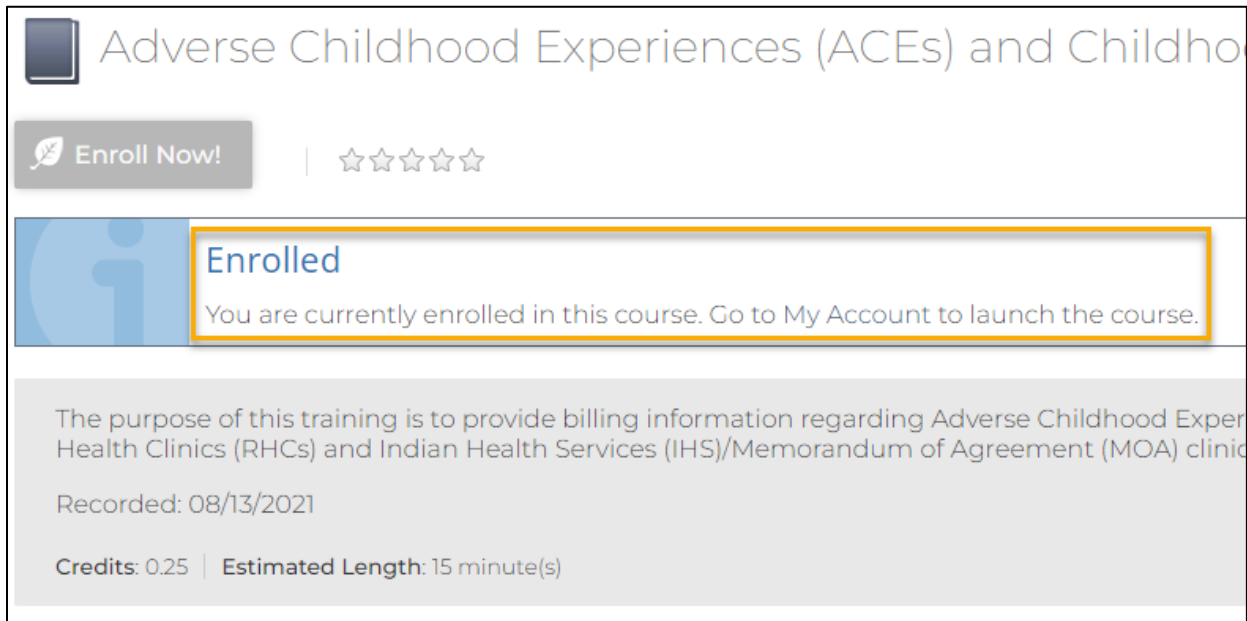 Adverse Childhood Experiences (ACEs) and
Enroll Now!
Enrolled
You are currently enrolled in this course. Go to My Account to launch the course.
The purpose of this training is to provide billing information regarding Adverse Childhood
Health Clinics (RHCs) and Indian Health Services (IHS)/Memorandum of Agreement (MOA)
Recorded: 08/13/2021
Credits: 0.25 | Estimated Length: 15 minute(s)